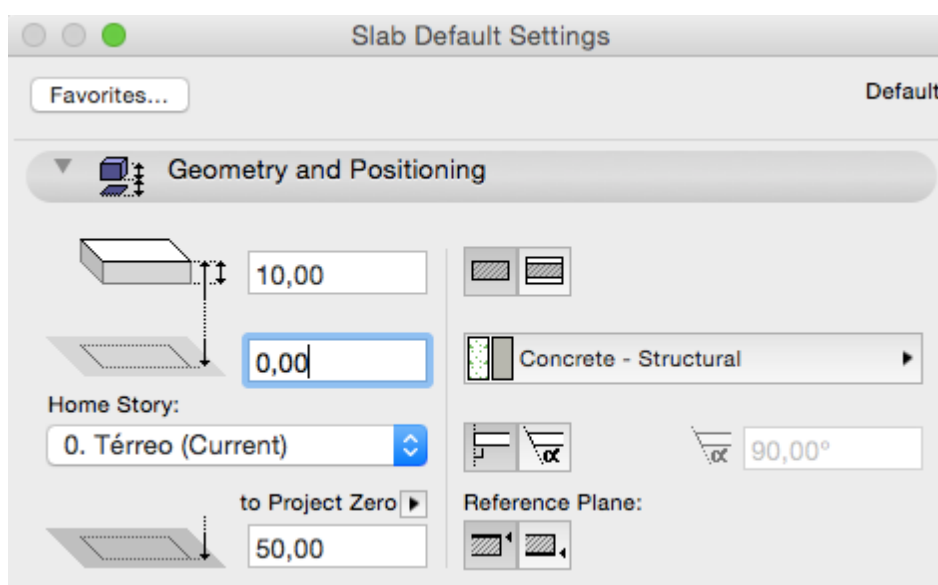 Slab Default Settings
Favorites...
Default
Geometry and Positioning
10,00
0,00
Concrete - Structural
Home Story:
0. Térreo (Current)
α
α
90,00°
to Project Zero
Reference Plane:
50,00